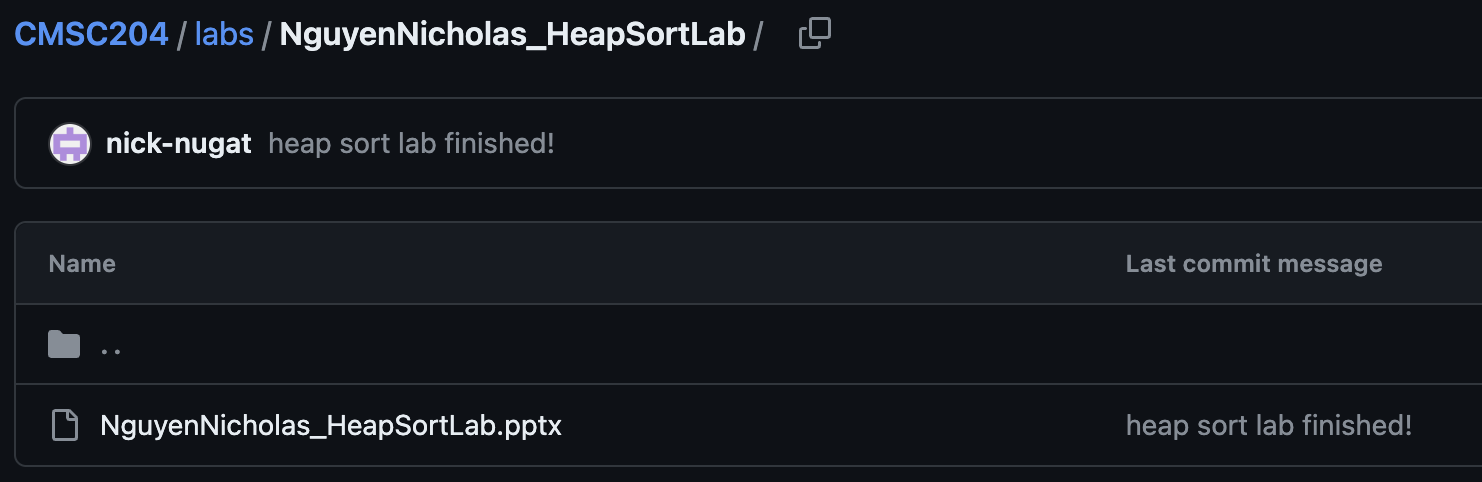 CMSC204 / labs / NguyenNicholas_HeapSortLab /
nick-nugat heap sort lab finished!
Name Last commit message
..
NguyenNicholas_HeapSortLab.pptx heap sort lab finished!